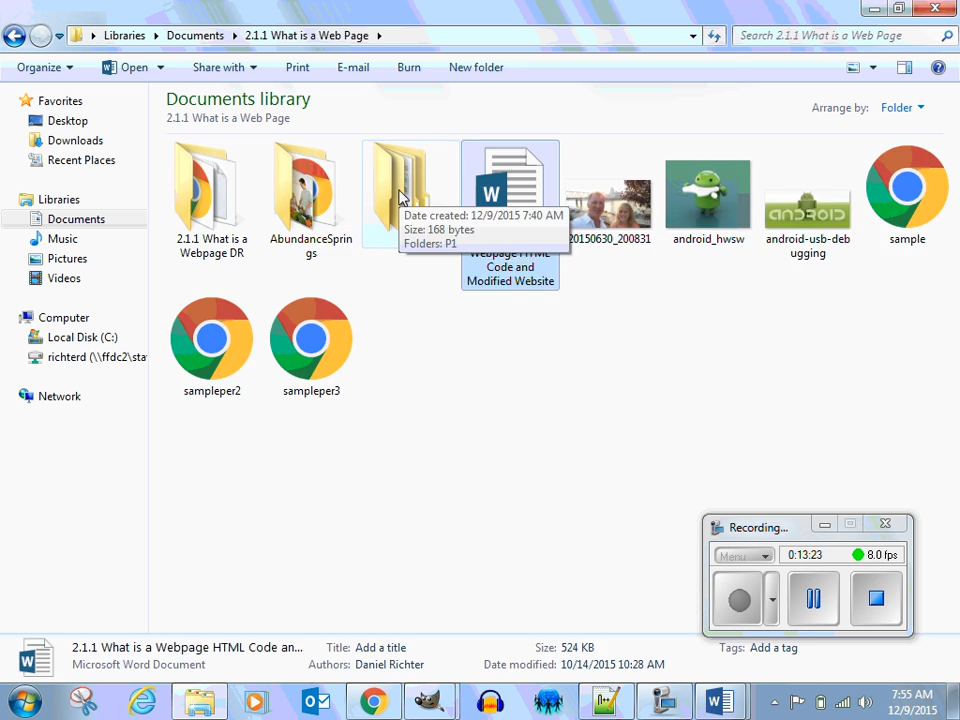 Libraries Documents 2.1.1 What is a Web Page
Search 2.1.1 What is a Web Page
Organize Open Share with Print E-mail Burn New folder
Favorites
Desktop
Downloads
Recent Places
Libraries
Documents
Music
Pictures
Videos
Computer
Local Disk (C:)
richterd (\\ffdc2\sta
Network
Documents library
2.1.1 What is a Web Page
Arrange by: Folder
2.1.1 What is a
Webpage DR
AbundanceSprin
gs
Date created: 12/9/2015 7:40 AM
Size: 168 bytes
Folders: P1
Webpage HTML
Code and
Modified Website
20150630_200831
android_hwsw
ANDROID
android-usb-deb
ugging
sample
sampleper2
sampleper3
Recording...
Menu 0:13:23 8.0 fps
2.1.1 What is a Webpage HTML Code an...
Microsoft Word Document
Title: Add a title
Authors: Daniel Richter
Size: 524 KB
Date modified: 10/14/2015 10:28 AM
Tags: Add a tag
7:55 AM
12/9/2015